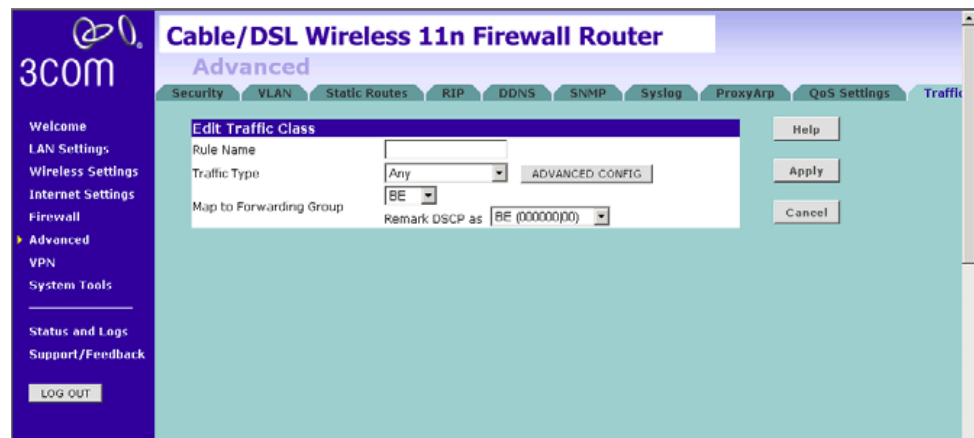 3COM
Cable/DSL Wireless 11n Firewall Router
Advanced
Security VLAN Static Routes RIP DDNS SNMP Syslog ProxyArp QoS Settings Traffic
Welcome
LAN Settings
Wireless Settings
Internet Settings
Firewall
Advanced
VPN
System Tools
Status and Logs
Support/Feedback
LOG OUT
Edit Traffic Class
Rule Name
Traffic Type Any ADVANCED CONFIG
Map to Forwarding Group BE
Remark DSCP as BE (000000|00)
Help
Apply
Cancel